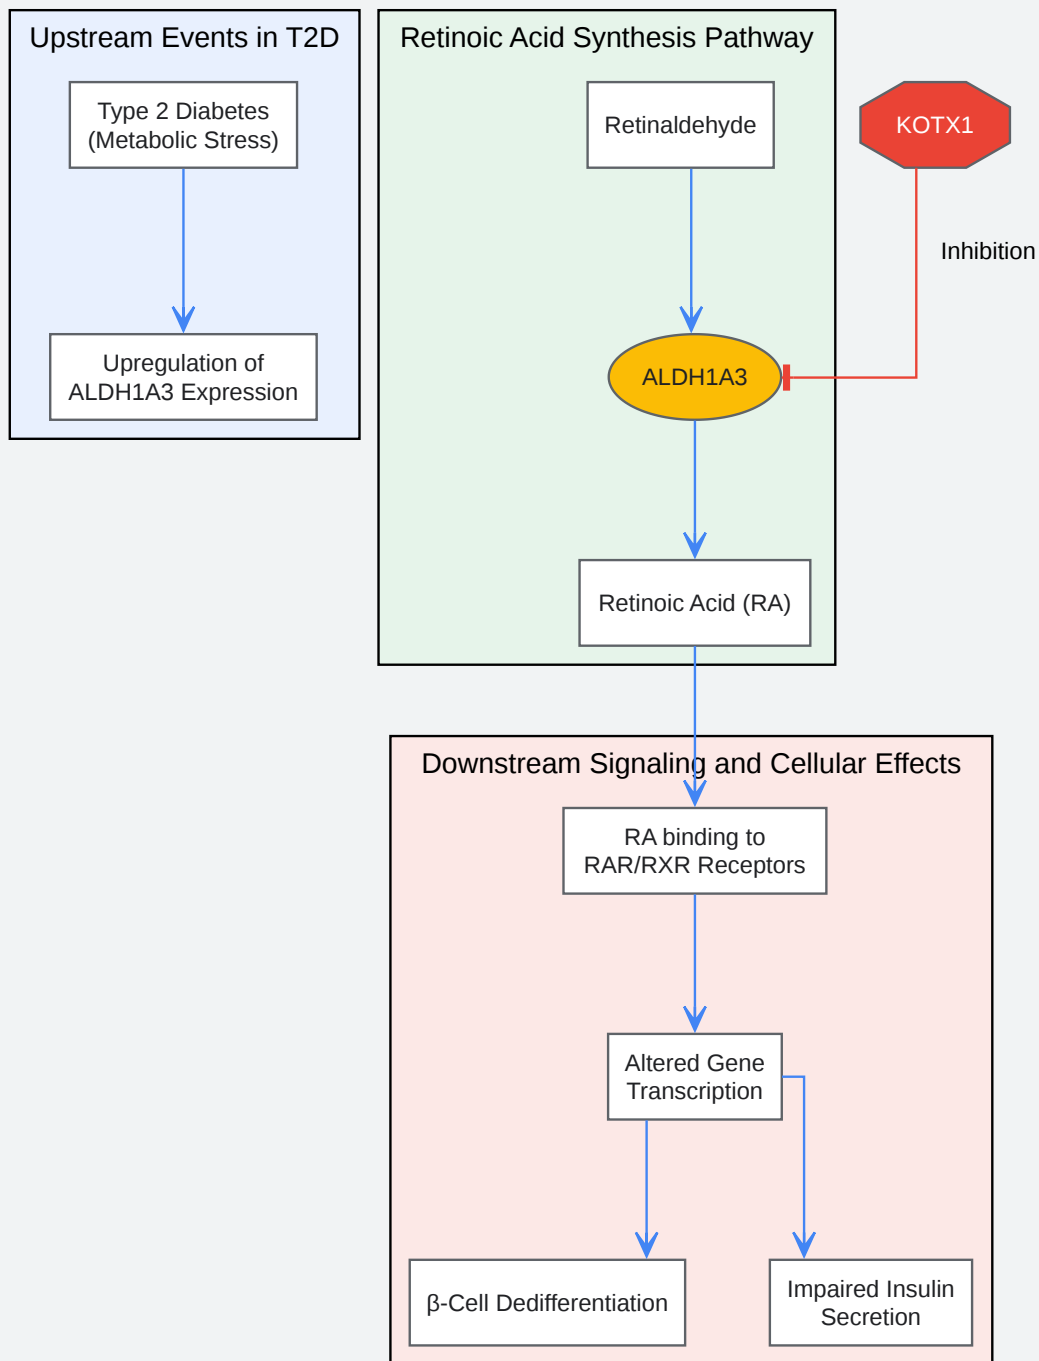 Upstream Events in T2D
Type 2 Diabetes
(Metabolic Stress)
Upregulation of
ALDH1A3 Expression
Retinoic Acid Synthesis Pathway
Retinaldehyde
KOTX1
Inhibition
ALDH1A3
Retinoic Acid (RA)
Downstream Signaling and Cellular Effects
RA binding to
RAR/RXR Receptors
Altered Gene
Transcription
β-Cell Dedifferentiation
Impaired Insulin
Secretion